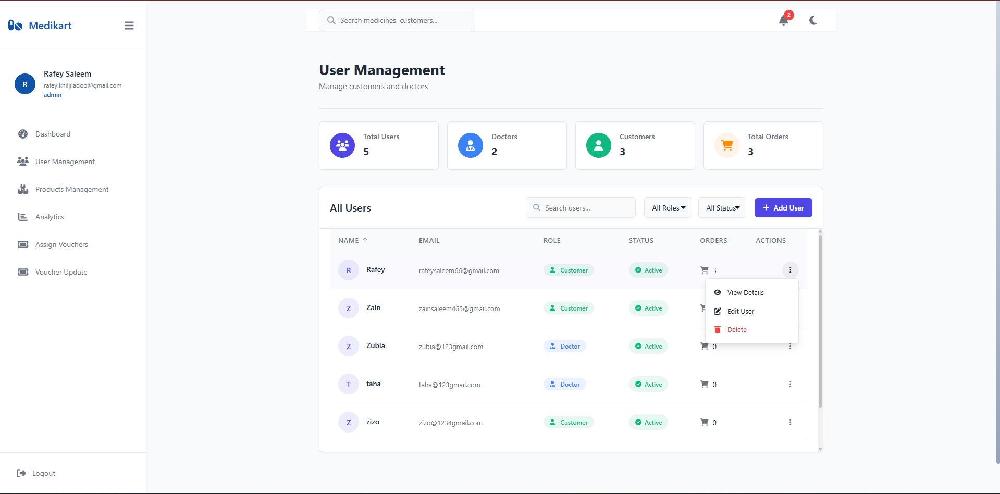 Medikart
Search medicines, customers...
2
R
Rafey Saleem
rafey.khiljiladoo@gmail.com
admin
Dashboard
User Management
Products Management
Analytics
Assign Vouchers
Voucher Update
Logout
User Management
Manage customers and doctors
Total Users
5
Doctors
2
Customers
3
Total Orders
3
All Users
Search users...
All Roles
All Status
Add User
NAME EMAIL ROLE STATUS ORDERS ACTIONS
R Rafey rafeysaleem66@gmail.com Customer Active 3
View Details
Edit User
Delete
Z Zain zainsaleem465@gmail.com Customer Active
Z Zubia zubia@123gmail.com Doctor Active 0
T taha taha@123gmail.com Doctor Active 0
Z zizo zizo@1234gmail.com Customer Active 0